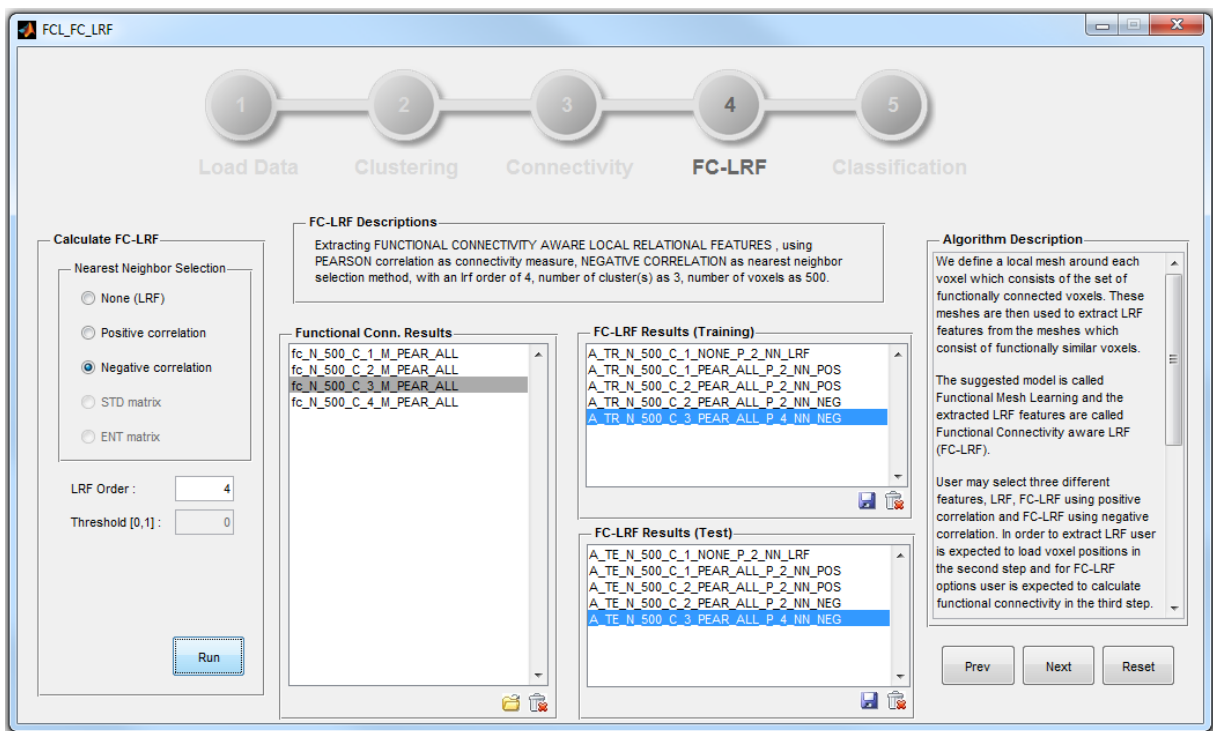 FCL_FC_LRF
1
2
3
4
5
Load Data
Clustering
Connectivity
FC-LRF
Classification
Calculate FC-LRF
Nearest Neighbor Selection
None (LRF)
Positive correlation
Negative correlation
STD matrix
ENT matrix
LRF Order :
4
Threshold [0,1] :
0
Run
FC-LRF Descriptions
Extracting FUNCTIONAL CONNECTIVITY AWARE LOCAL RELATIONAL FEATURES , using
PEARSON correlation as connectivity measure, NEGATIVE CORRELATION as nearest neighbor
selection method, with an lrf order of 4, number of cluster(s) as 3, number of voxels as 500.
Functional Conn. Results
fc_N_500_C_1_M_PEAR_ALL
fc_N_500_C_2_M_PEAR_ALL
fc_N_500_C_3_M_PEAR_ALL
fc_N_500_C_4_M_PEAR_ALL
FC-LRF Results (Training)
A_TR_N_500_C_1_NONE_P_2_NN_LRF
A_TR_N_500_C_1_PEAR_ALL_P_2_NN_POS
A_TR_N_500_C_2_PEAR_ALL_P_2_NN_POS
A_TR_N_500_C_2_PEAR_ALL_P_2_NN_NEG
A_TR_N_500_C_3_PEAR_ALL_P_4_NN_NEG
FC-LRF Results (Test)
A_TE_N_500_C_1_NONE_P_2_NN_LRF
A_TE_N_500_C_1_PEAR_ALL_P_2_NN_POS
A_TE_N_500_C_2_PEAR_ALL_P_2_NN_POS
A_TE_N_500_C_2_PEAR_ALL_P_2_NN_NEG
A_TE_N_500_C_3_PEAR_ALL_P_4_NN_NEG
Algorithm Description
We define a local mesh around each
voxel which consists of the set of
functionally connected voxels. These
meshes are then used to extract LRF
features from the meshes which
consist of functionally similar voxels.
The suggested model is called
Functional Mesh Learning and the
extracted LRF features are called
Functional Connectivity aware LRF
(FC-LRF).
User may select three different
features, LRF, FC-LRF using positive
correlation and FC-LRF using negative
correlation. In order to extract LRF user
is expected to load voxel positions in
the second step and for FC-LRF
options user is expected to calculate
functional connectivity in the third step.
Prev
Next
Reset